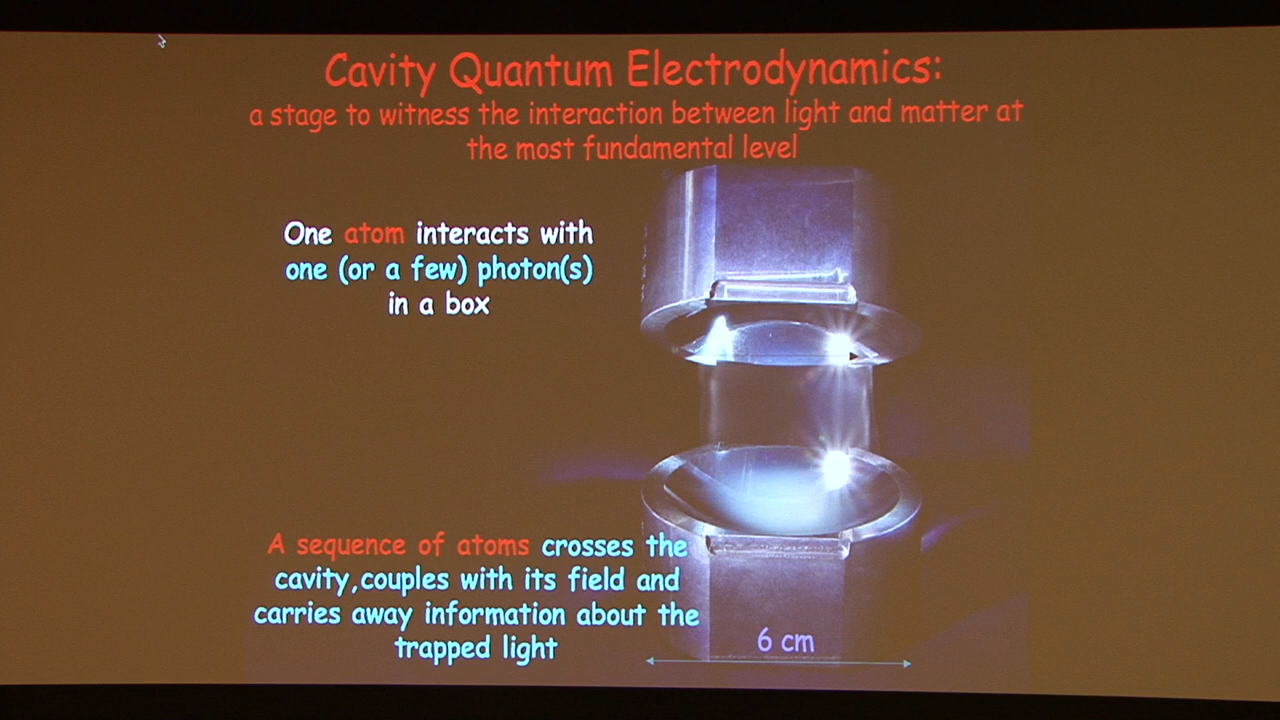 Cavity Quantum Electrodynamics:
a stage to witness the interaction between light and matter at
the most fundamental level
One atom interacts with
one (or a few) photon(s)
in a box
A sequence of atoms crosses the
cavity,couples with its field and
carries away information about the
trapped light
6 cm